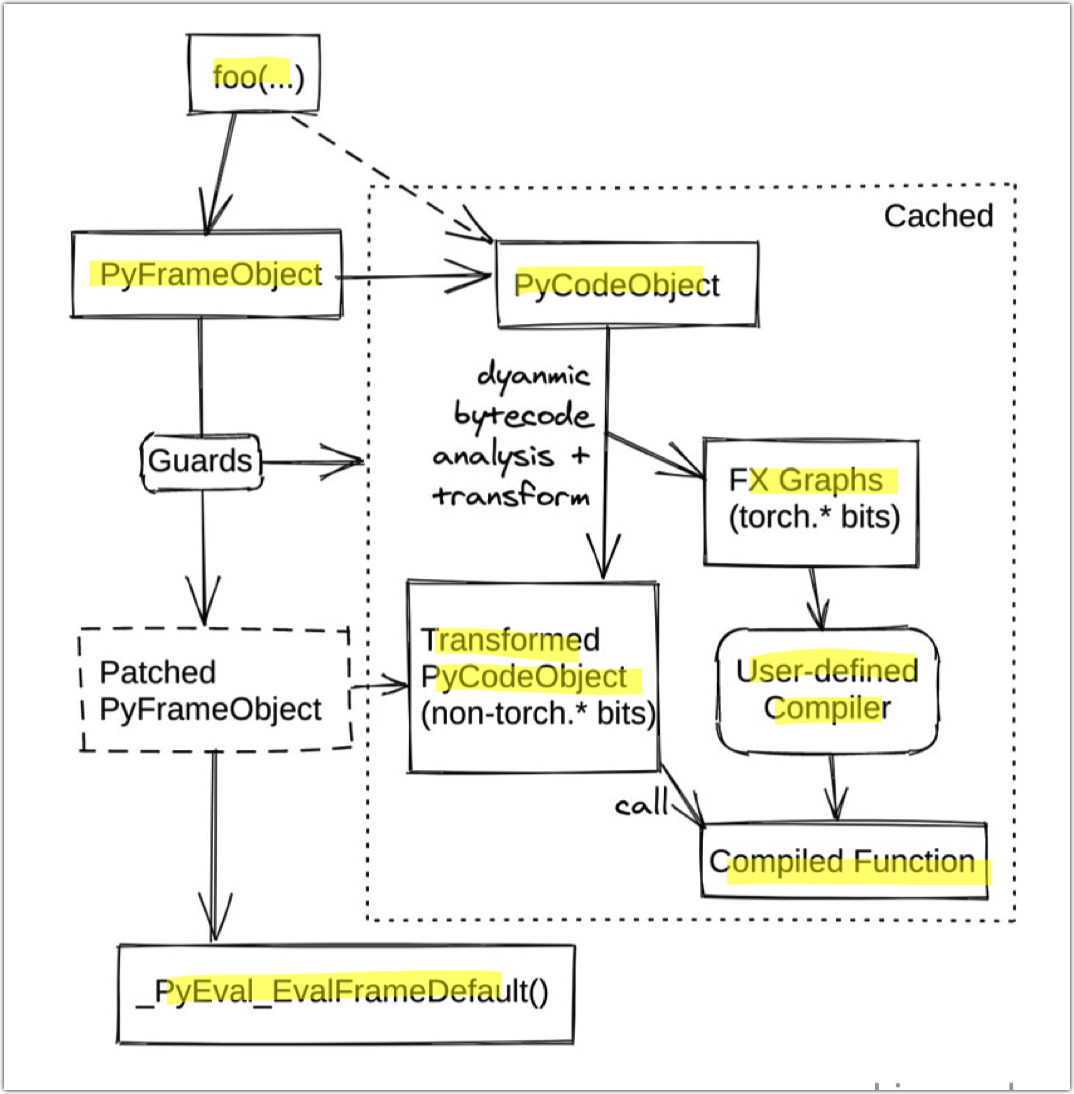 foo(...)
Cached
PyFrameObject
PyCodeObject
dyanmic
bytecode
analysis +
transform
Guards
FX Graphs
(torch.* bits)
Patched
PyFrameObject
Transformed
PyCodeObject
(non-torch.* bits)
User-defined
Compiler
call
Compiled Function
_PyEval_EvalFrameDefault()